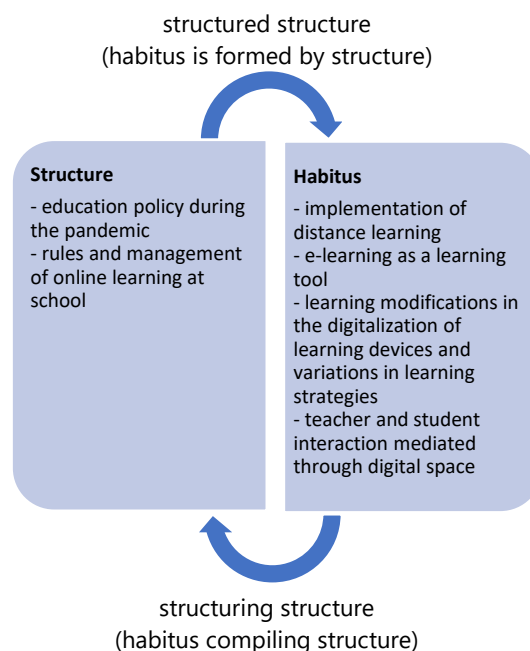 structured structure
(habitus is formed by structure)
Structure
- education policy during
the pandemic
- rules and management
of online learning at
school
Habitus
- implementation of
distance learning
- e-learning as a learning
tool
- learning modifications in
the digitalization of
learning devices and
variations in learning
strategies
- teacher and student
interaction mediated
through digital space
structuring structure
(habitus compiling structure)